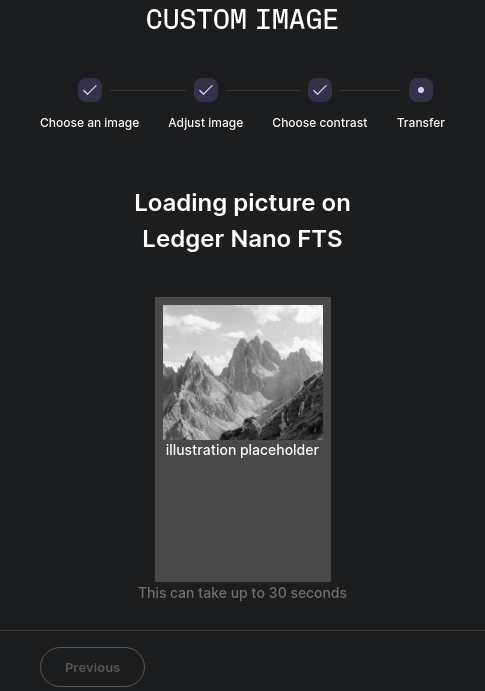 CUSTOM IMAGE
Choose an image
Adjust image
Choose contrast
Transfer
Loading picture on
Ledger Nano FTS
illustration placeholder
This can take up to 30 seconds
Previous